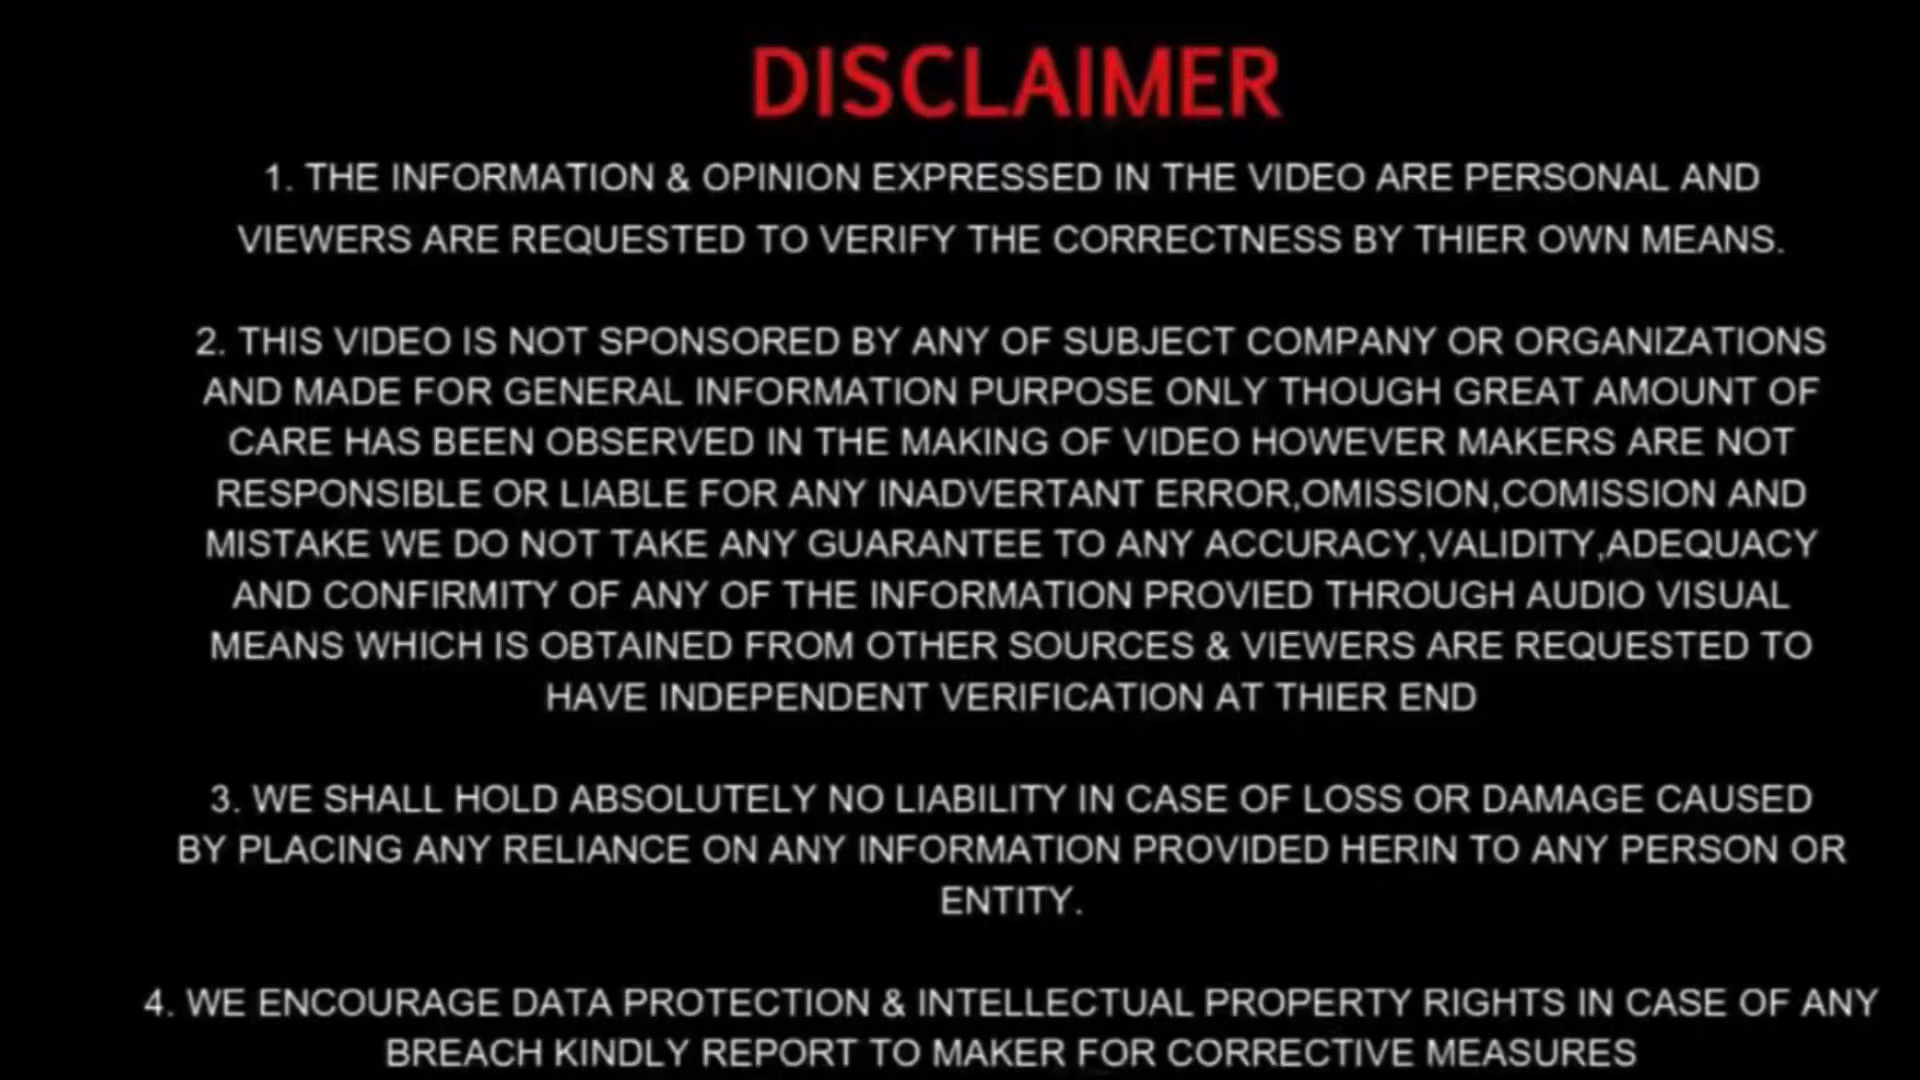 DISCLAIMER
1. THE INFORMATION & OPINION EXPRESSED IN THE VIDEO ARE PERSONAL AND
VIEWERS ARE REQUESTED TO VERIFY THE CORRECTNESS BY THIER OWN MEANS.
2. THIS VIDEO IS NOT SPONSORED BY ANY OF SUBJECT COMPANY OR ORGANIZATIONS
AND MADE FOR GENERAL INFORMATION PURPOSE ONLY THOUGH GREAT AMOUNT OF
CARE HAS BEEN OBSERVED IN THE MAKING OF VIDEO HOWEVER MAKERS ARE NOT
RESPONSIBLE OR LIABLE FOR ANY INADVERTANT ERROR,OMISSION,COMISSION AND
MISTAKE WE DO NOT TAKE ANY GUARANTEE TO ANY ACCURACY,VALIDITY,ADEQUACY
AND CONFIRMITY OF ANY OF THE INFORMATION PROVIED THROUGH AUDIO VISUAL
MEANS WHICH IS OBTAINED FROM OTHER SOURCES & VIEWERS ARE REQUESTED TO
HAVE INDEPENDENT VERIFICATION AT THIER END
3. WE SHALL HOLD ABSOLUTELY NO LIABILITY IN CASE OF LOSS OR DAMAGE CAUSED
BY PLACING ANY RELIANCE ON ANY INFORMATION PROVIDED HERIN TO ANY PERSON OR
ENTITY.
4. WE ENCOURAGE DATA PROTECTION & INTELLECTUAL PROPERTY RIGHTS IN CASE OF ANY
BREACH KINDLY REPORT TO MAKER FOR CORRECTIVE MEASURES